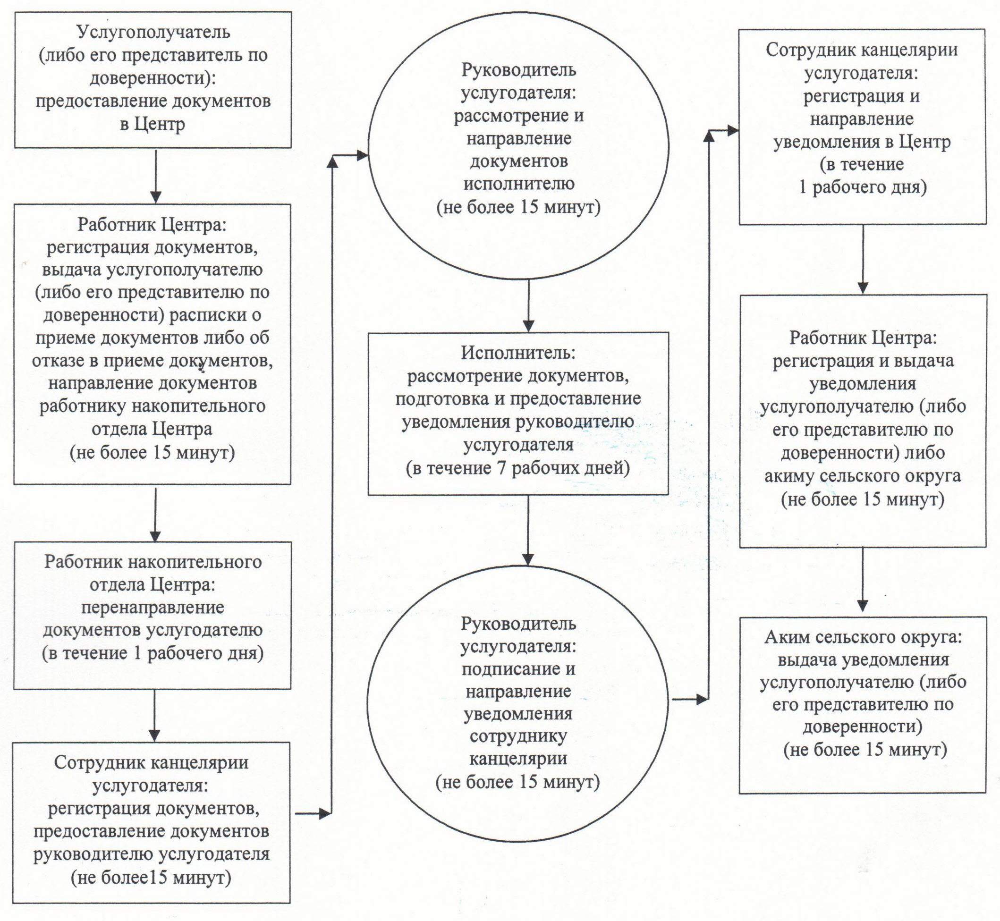 Услугополучатель
(либо его представитель по
доверенности):
предоставление документов
в Центр
Работник Центра:
регистрация документов,
выдача услугополучателю
(либо его представителю по
доверенности) расписки о
приеме документов либо об
отказе в приеме документов,
направление документов
работнику накопительного
отдела Центра
(не более 15 минут)
Работник накопительного
отдела Центра:
перенаправление
документов услугодателю
(в течение 1 рабочего дня)
Сотрудник канцелярии
услугодателя:
регистрация документов,
предоставление документов
руководителю услугодателя
(не более15 минут)
Руководитель
услугодателя:
рассмотрение и
направление
документов
исполнителю
(не более 15 минут)
Исполнитель:
рассмотрение документов,
подготовка и предоставление
уведомления руководителю
услугодателя
(в течение 7 рабочих дней)
Руководитель
услугодателя:
подписание и
направление
уведомления
сотруднику
канцелярии
(не более 15 минут)
Сотрудник канцелярии
услугодателя:
регистрация и
направление
уведомления в Центр
(в течение
1 рабочего дня)
Работник Центра:
регистрация и выдача
уведомления
услугополучателю (либо
его представителю по
доверенности) либо
акиму сельского округа
(не более 15 минут)
Аким сельского округа:
выдача уведомления
услугополучателю (либо
его представителю по
доверенности)
(не более 15 минут)